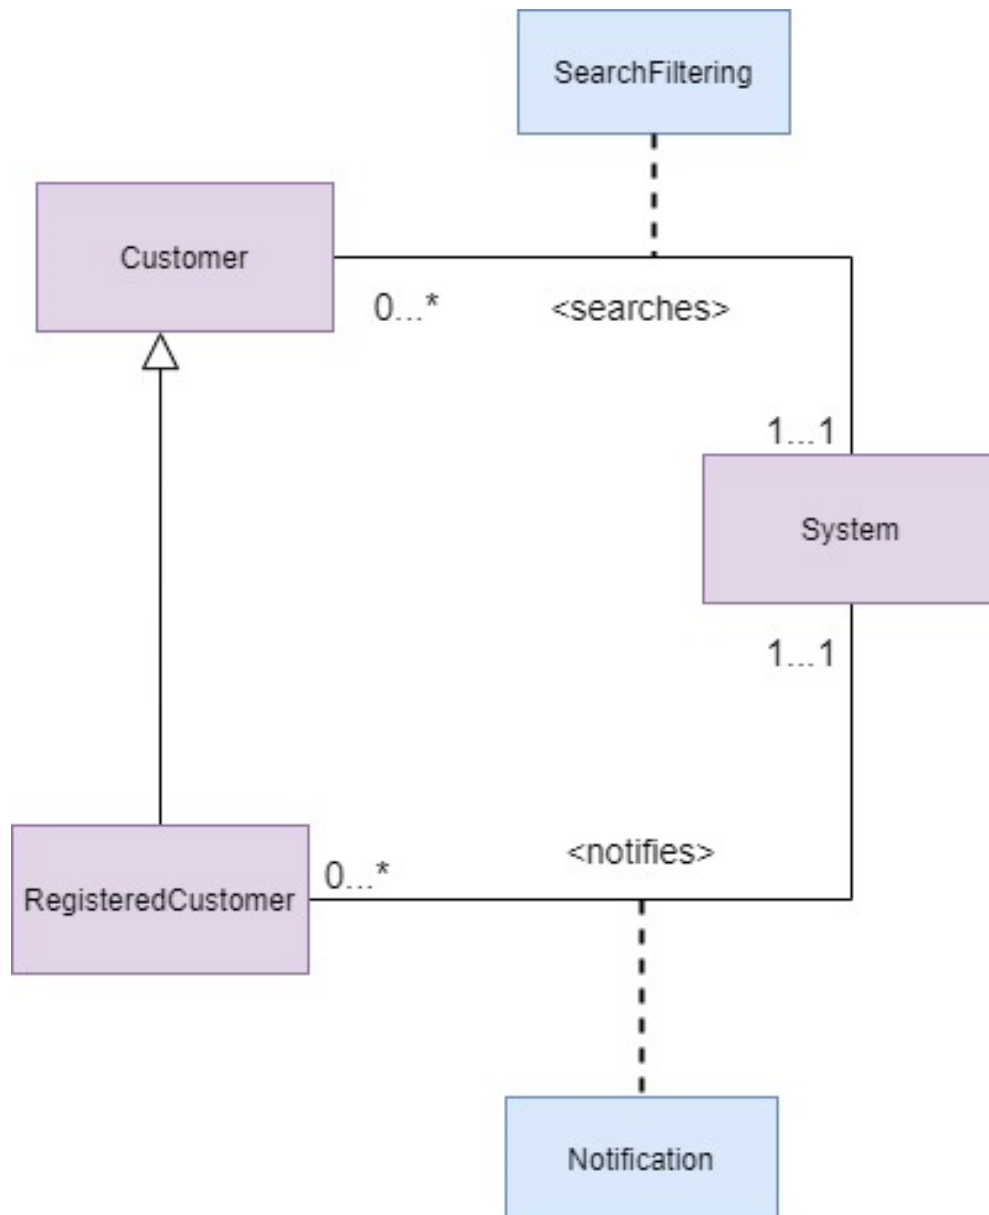 SearchFiltering
Customer
0...*
<searches>
1...1
System
1...1
<notifies>
0...*
RegisteredCustomer
Notification